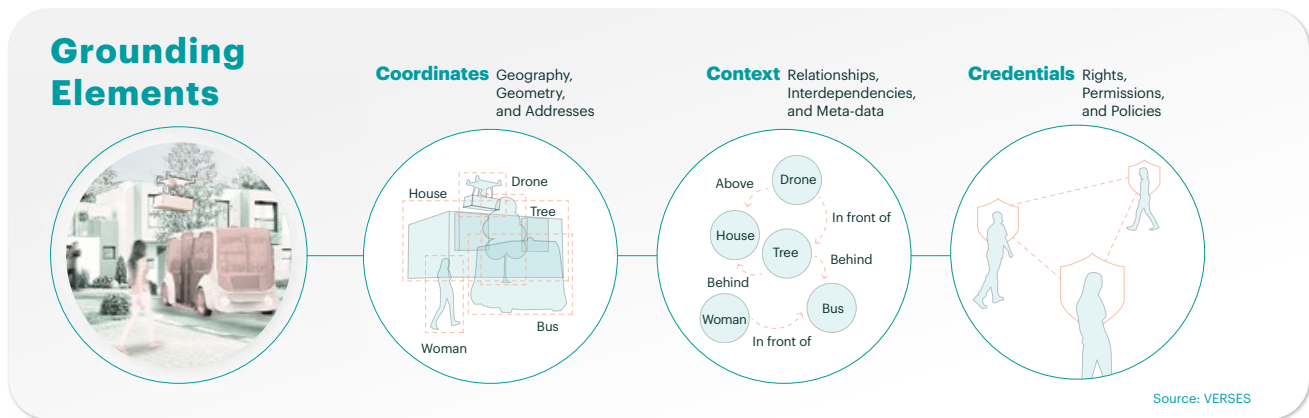 Grounding
Elements
Coordinates Geography,
Geometry,
and Addresses
House
Drone
Tree
Bus
Woman
Context Relationships,
Interdependencies,
and Meta-data
Drone
Above
In front of
House
Tree
Behind
Behind
Woman
Bus
In front of
Credentials Rights,
Permissions,
and Policies
Source: VERSES